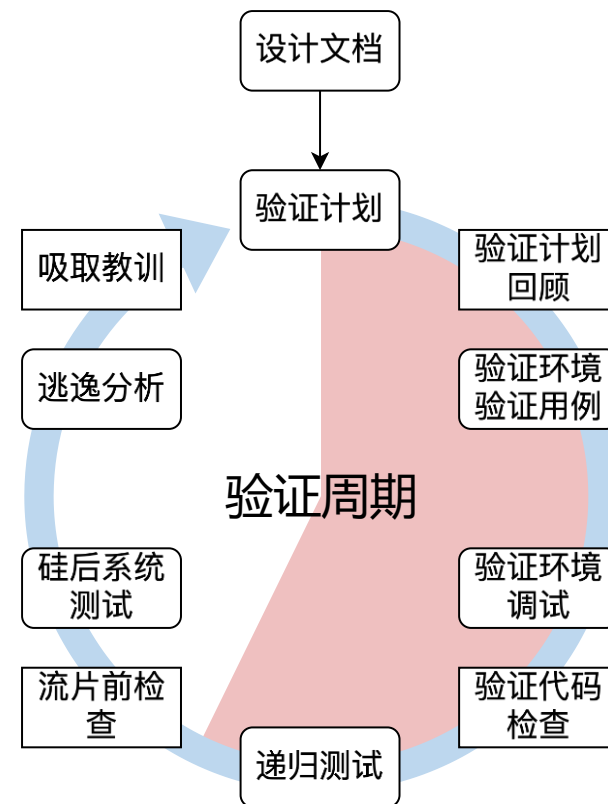 设计文档
验证计划
验证计划
回顾
验证环境
验证用例
验证环境
调试
验证代码
检查
递归测试
流片前检
查
硅后系统
测试
逃逸分析
吸取教训
验证周期